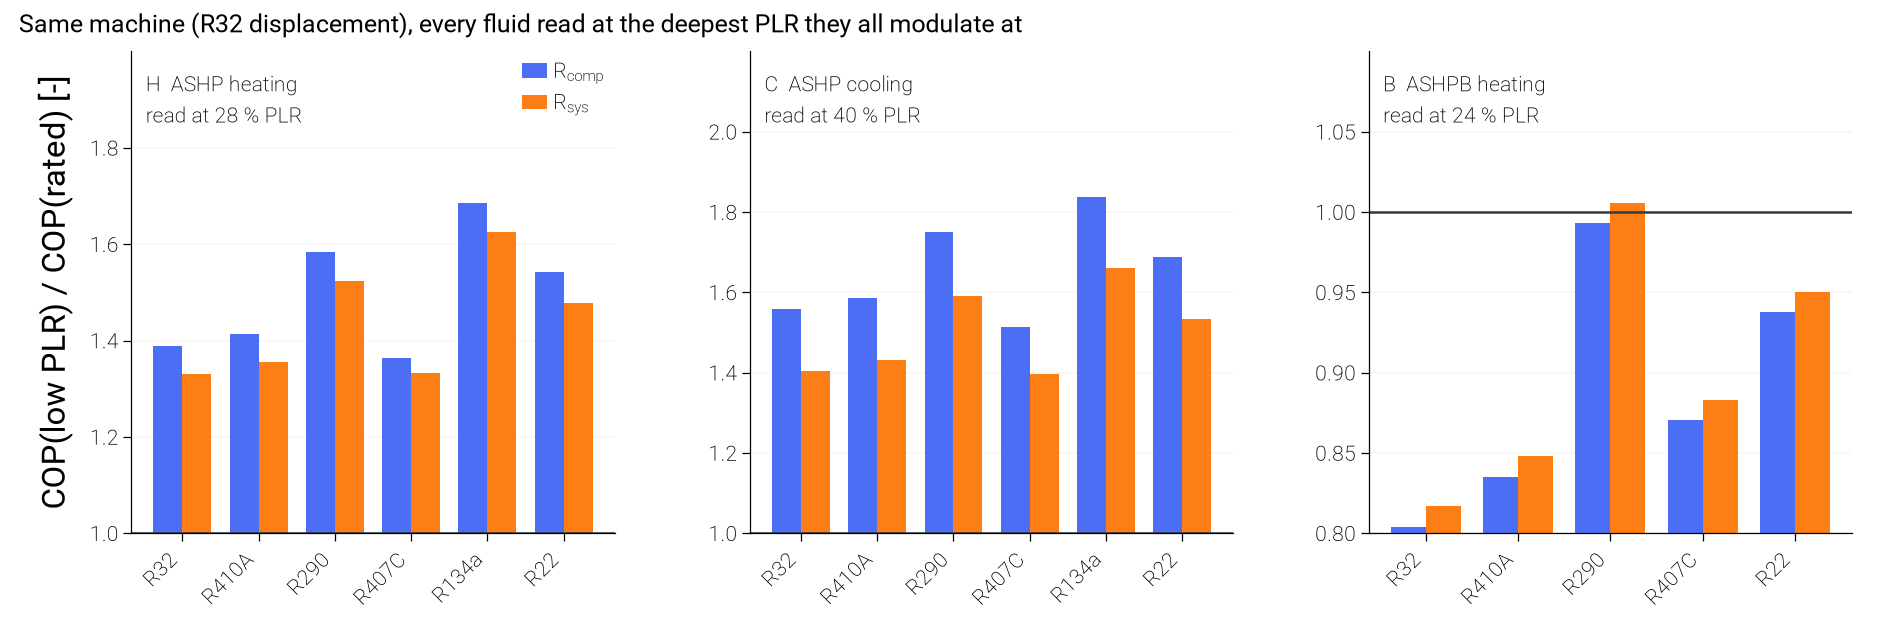 Same machine (R32 displacement), every fluid read at the deepest PLR they all modulate at
COP(low PLR) / COP(rated) [-]
H ASHP heating
read at 28 % PLR
Rcomp
Rsys
1.8
1.6
1.4
1.2
1.0
R32
R410A
R290
R407C
R134a
R22
C ASHP cooling
read at 40 % PLR
2.0
1.8
1.6
1.4
1.2
1.0
R32
R410A
R290
R407C
R134a
R22
B ASHPB heating
read at 24 % PLR
1.05
1.00
0.95
0.90
0.85
0.80
R32
R410A
R290
R407C
R22